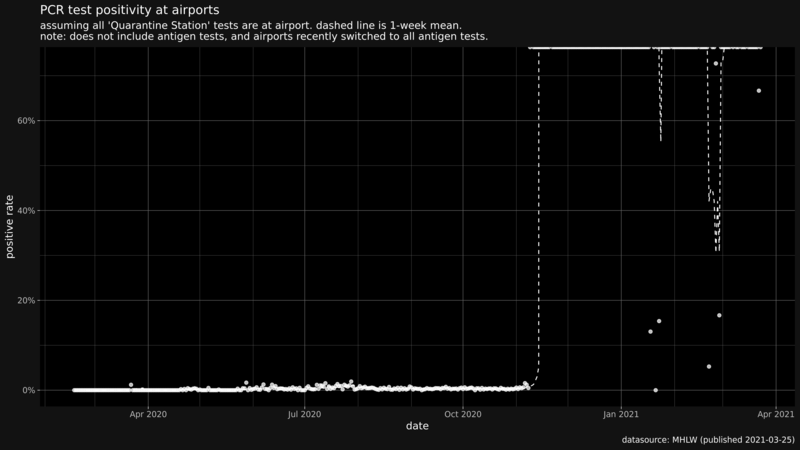 PCR test positivity at airports
assuming all 'Quarantine Station' tests are at airport. dashed line is 1-week mean.
note: does not include antigen tests, and airports recently switched to all antigen tests.
60%
40%
20%
0%
positive rate
Apr 2020
Jul 2020
Oct 2020
Jan 2021
Apr 2021
date
datasource: MHLW (published 2021-03-25)